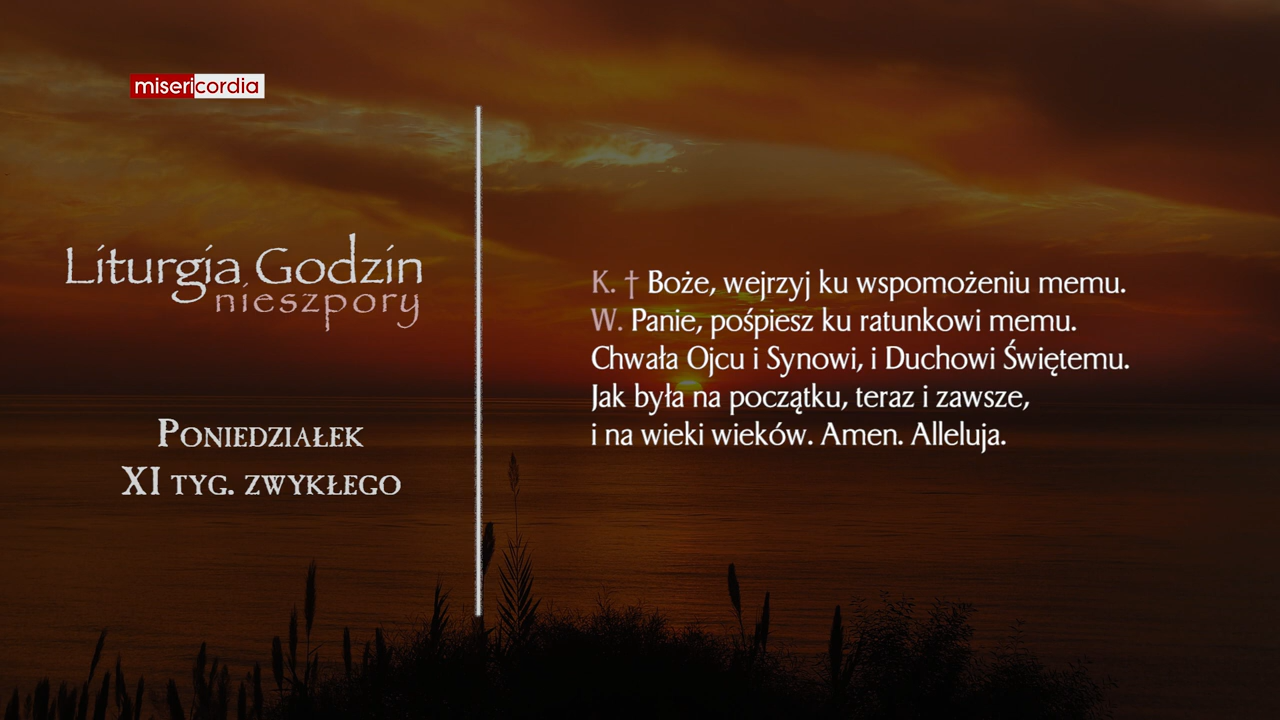 misericordia
Liturgia Godzin
nieszpory
Poniedziałek
XI tyg. zwykłego
K. † Boże, wejrzyj ku wspomożeniu memu.
W. Panie, pośpiesz ku ratunkowi memu.
Chwała Ojcu i Synowi, i Duchowi Świętemu.
Jak była na początku, teraz i zawsze,
i na wieki wieków. Amen. Alleluja.